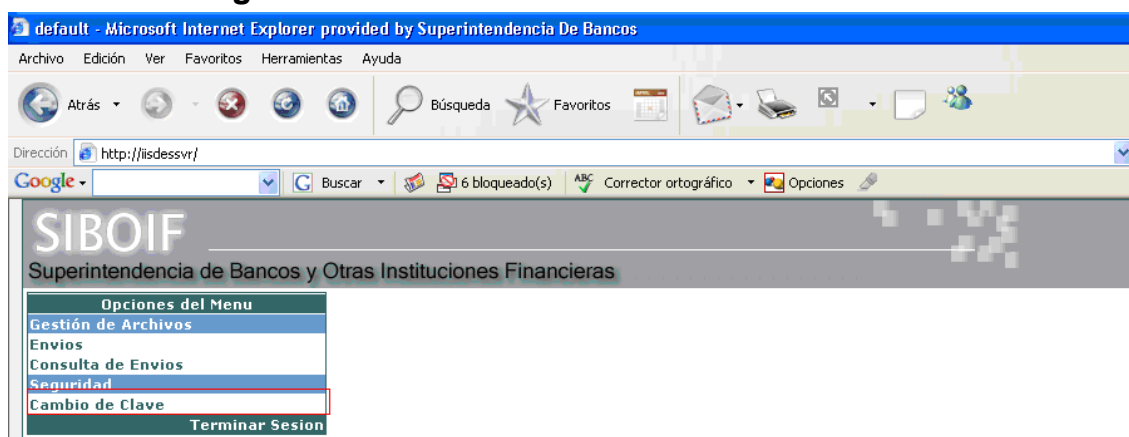 default - Microsoft Internet Explorer provided by Superintendencia De Bancos
Archivo Edición Ver Favoritos Herramientas Ayuda
Atrás Búsqueda Favoritos
Dirección http://iisdessvr/
Google Buscar 6 bloqueado(s) ABC Corrector ortográfico Opciones
SIBOIF
Superintendencia de Bancos y Otras Instituciones Financieras
Opciones del Menu
Gestión de Archivos
Envios
Consulta de Envios
Seguridad
Cambio de Clave
Terminar Sesion